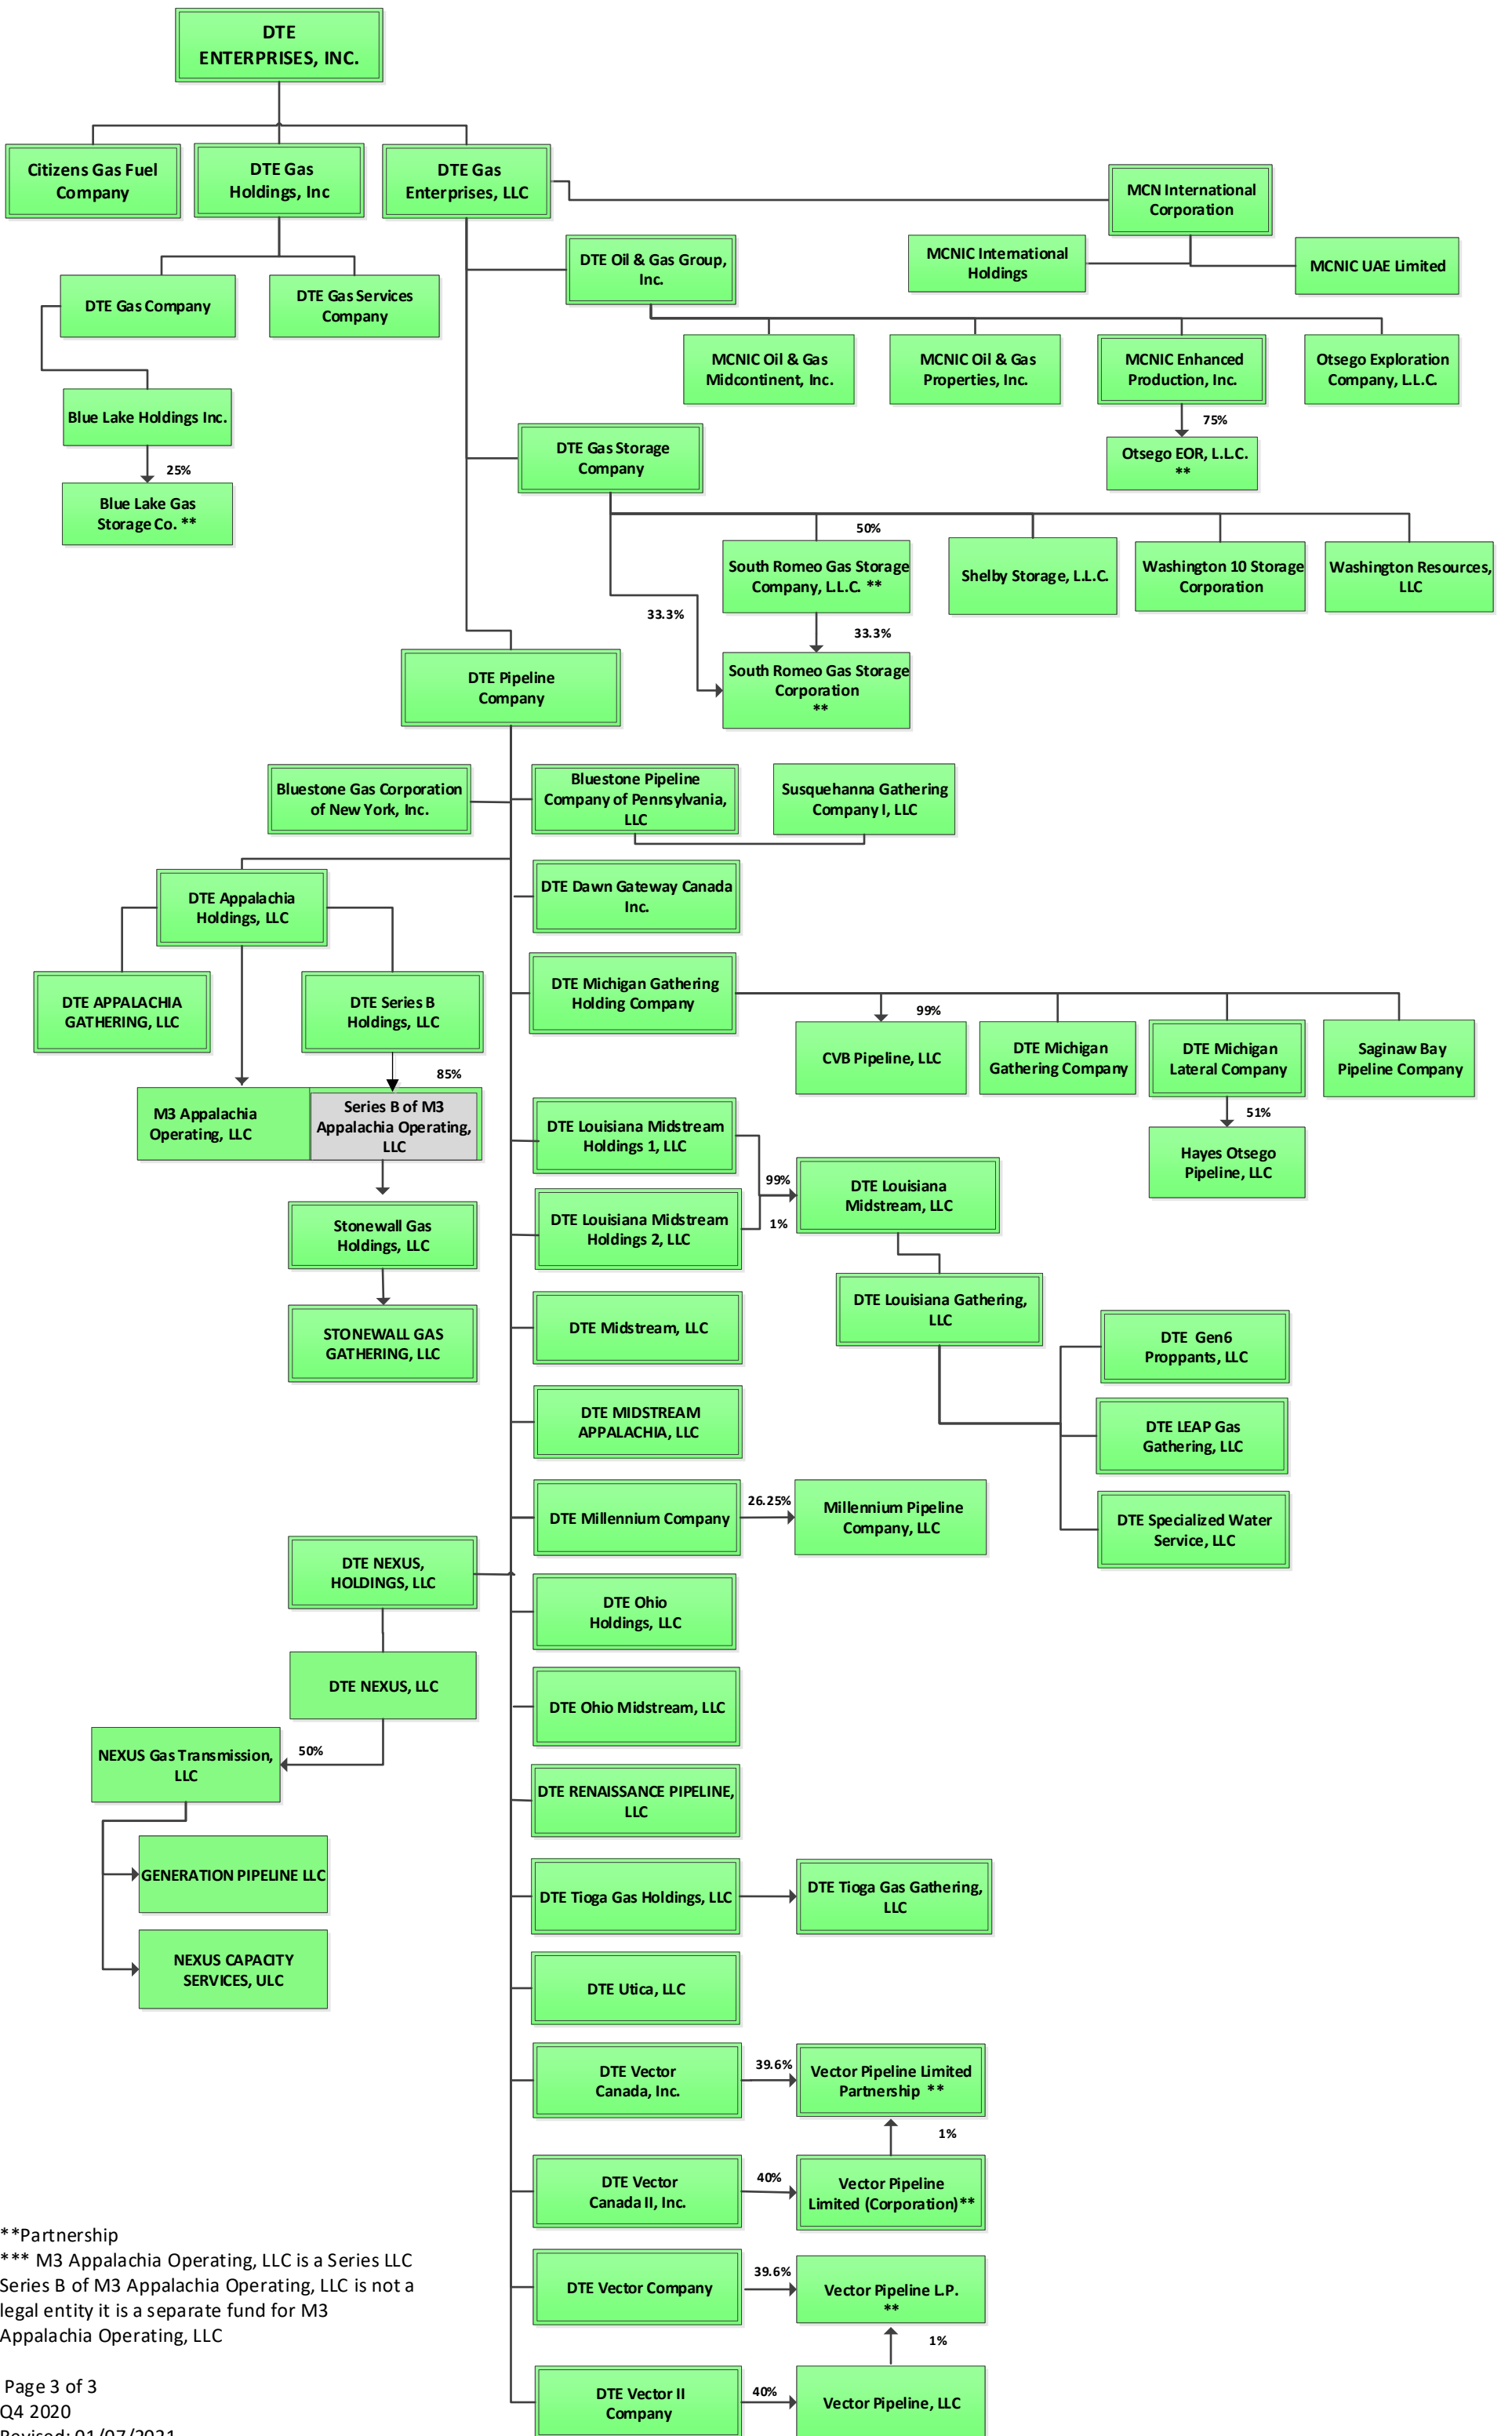 DTE
ENTERPRISES, INC.
Citizens Gas Fuel
Company
DTE Gas
Holdings, Inc
DTE Gas
Enterprises, LLC
MCN International
Corporation
MCNIC International
Holdings
MCNIC UAE Limited
DTE Oil & Gas Group,
Inc.
DTE Gas Company
DTE Gas Services
Company
MCNIC Oil & Gas
Midcontinent, Inc.
MCNIC Oil & Gas
Properties, Inc.
MCNIC Enhanced
Production, Inc.
Otsego Exploration
Company, L.L.C.
75%
Otsego EOR, L.L.C.
**
Blue Lake Holdings Inc.
25%
Blue Lake Gas
Storage Co. **
DTE Gas Storage
Company
50%
South Romeo Gas Storage
Company, L.L.C. **
Shelby Storage, L.L.C.
Washington 10 Storage
Corporation
Washington Resources,
LLC
33.3%
33.3%
South Romeo Gas Storage
Corporation
**
DTE Pipeline
Company
Bluestone Gas Corporation
of New York, Inc.
Bluestone Pipeline
Company of Pennsylvania,
LLC
Susquehanna Gathering
Company I, LLC
DTE Appalachia
Holdings, LLC
DTE Dawn Gateway Canada
Inc.
DTE APPALACHIA
GATHERING, LLC
DTE Series B
Holdings, LLC
DTE Michigan Gathering
Holding Company
99%
CVB Pipeline, LLC
DTE Michigan
Gathering Company
DTE Michigan
Lateral Company
Saginaw Bay
Pipeline Company
51%
Hayes Otsego
Pipeline, LLC
85%
M3 Appalachia
Operating, LLC
Series B of M3
Appalachia Operating,
LLC
Stonewall Gas
Holdings, LLC
STONEWALL GAS
GATHERING, LLC
DTE Louisiana Midstream
Holdings 1, LLC
99%
DTE Louisiana Midstream
Holdings 2, LLC
1%
DTE Louisiana
Midstream, LLC
DTE Louisiana Gathering,
LLC
DTE Gen6
Proppants, LLC
DTE LEAP Gas
Gathering, LLC
DTE Specialized Water
Service, LLC
DTE Midstream, LLC
DTE MIDSTREAM
APPALACHIA, LLC
DTE Millennium Company
26.25%
Millennium Pipeline
Company, LLC
DTE NEXUS,
HOLDINGS, LLC
DTE Ohio
Holdings, LLC
DTE NEXUS, LLC
DTE Ohio Midstream, LLC
NEXUS Gas Transmission,
LLC
50%
DTE RENAISSANCE PIPELINE,
LLC
GENERATION PIPELINE LLC
NEXUS CAPACITY
SERVICES, ULC
DTE Tioga Gas Holdings, LLC
DTE Tioga Gas Gathering,
LLC
DTE Utica, LLC
DTE Vector
Canada, Inc.
39.6%
Vector Pipeline Limited
Partnership **
1%
DTE Vector
Canada II, Inc.
40%
Vector Pipeline
Limited (Corporation)**
DTE Vector Company
39.6%
Vector Pipeline L.P.
**
1%
DTE Vector II
Company
40%
Vector Pipeline, LLC
**Partnership
*** M3 Appalachia Operating, LLC is a Series LLC
Series B of M3 Appalachia Operating, LLC is not a
legal entity it is a separate fund for M3
Appalachia Operating, LLC
Page 3 of 3
Q4 2020
Revised: 01/07/2021